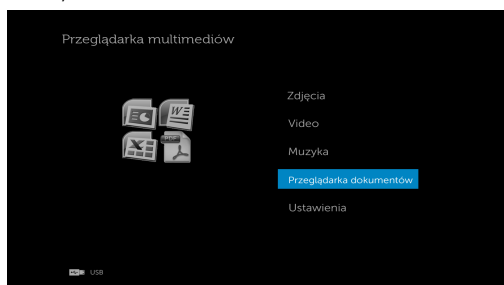 Przeglądarka multimediów
Zdjęcia
Video
Muzyka
Przeglądarka dokumentów
Ustawienia
USB